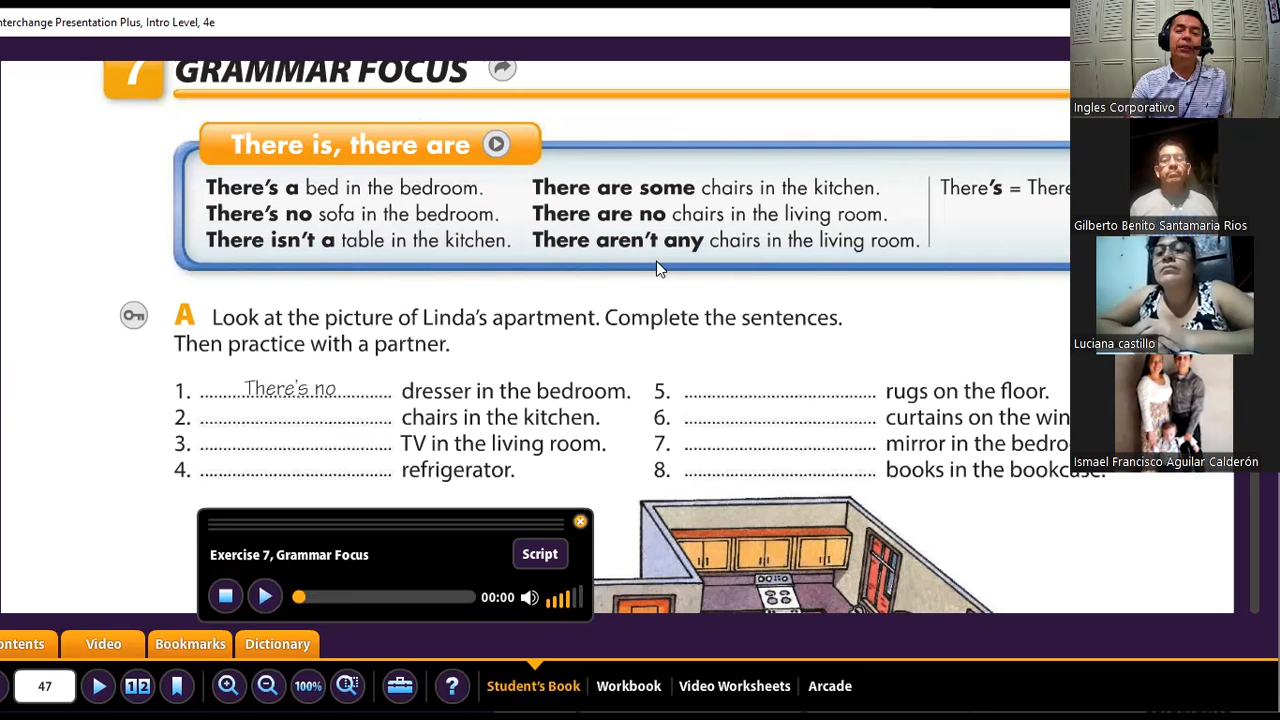 nterchange Presentation Plus, Intro Level, 4e
7 GRAMMAR FOCUS
There is, there are
There's a bed in the bedroom. There are some chairs in the kitchen. There's = There
There's no sofa in the bedroom. There are no chairs in the living room.
There isn't a table in the kitchen. There aren't any chairs in the living room.
A Look at the picture of Linda's apartment. Complete the sentences.
Then practice with a partner.
1. There's no dresser in the bedroom.
2. chairs in the kitchen.
3. TV in the living room.
4. refrigerator.
5. rugs on the floor.
6. curtains on the win
7. mirror in the bedro
8. books in the bookcase.
Exercise 7, Grammar Focus
Script
00:00
Ingles Corporativo
Gilberto Benito Santamaria Rios
Luciana castillo
Ismael Francisco Aguilar Calderón
ontents Video Bookmarks Dictionary
47 1 2 100% ? Student's Book Workbook Video Worksheets Arcade